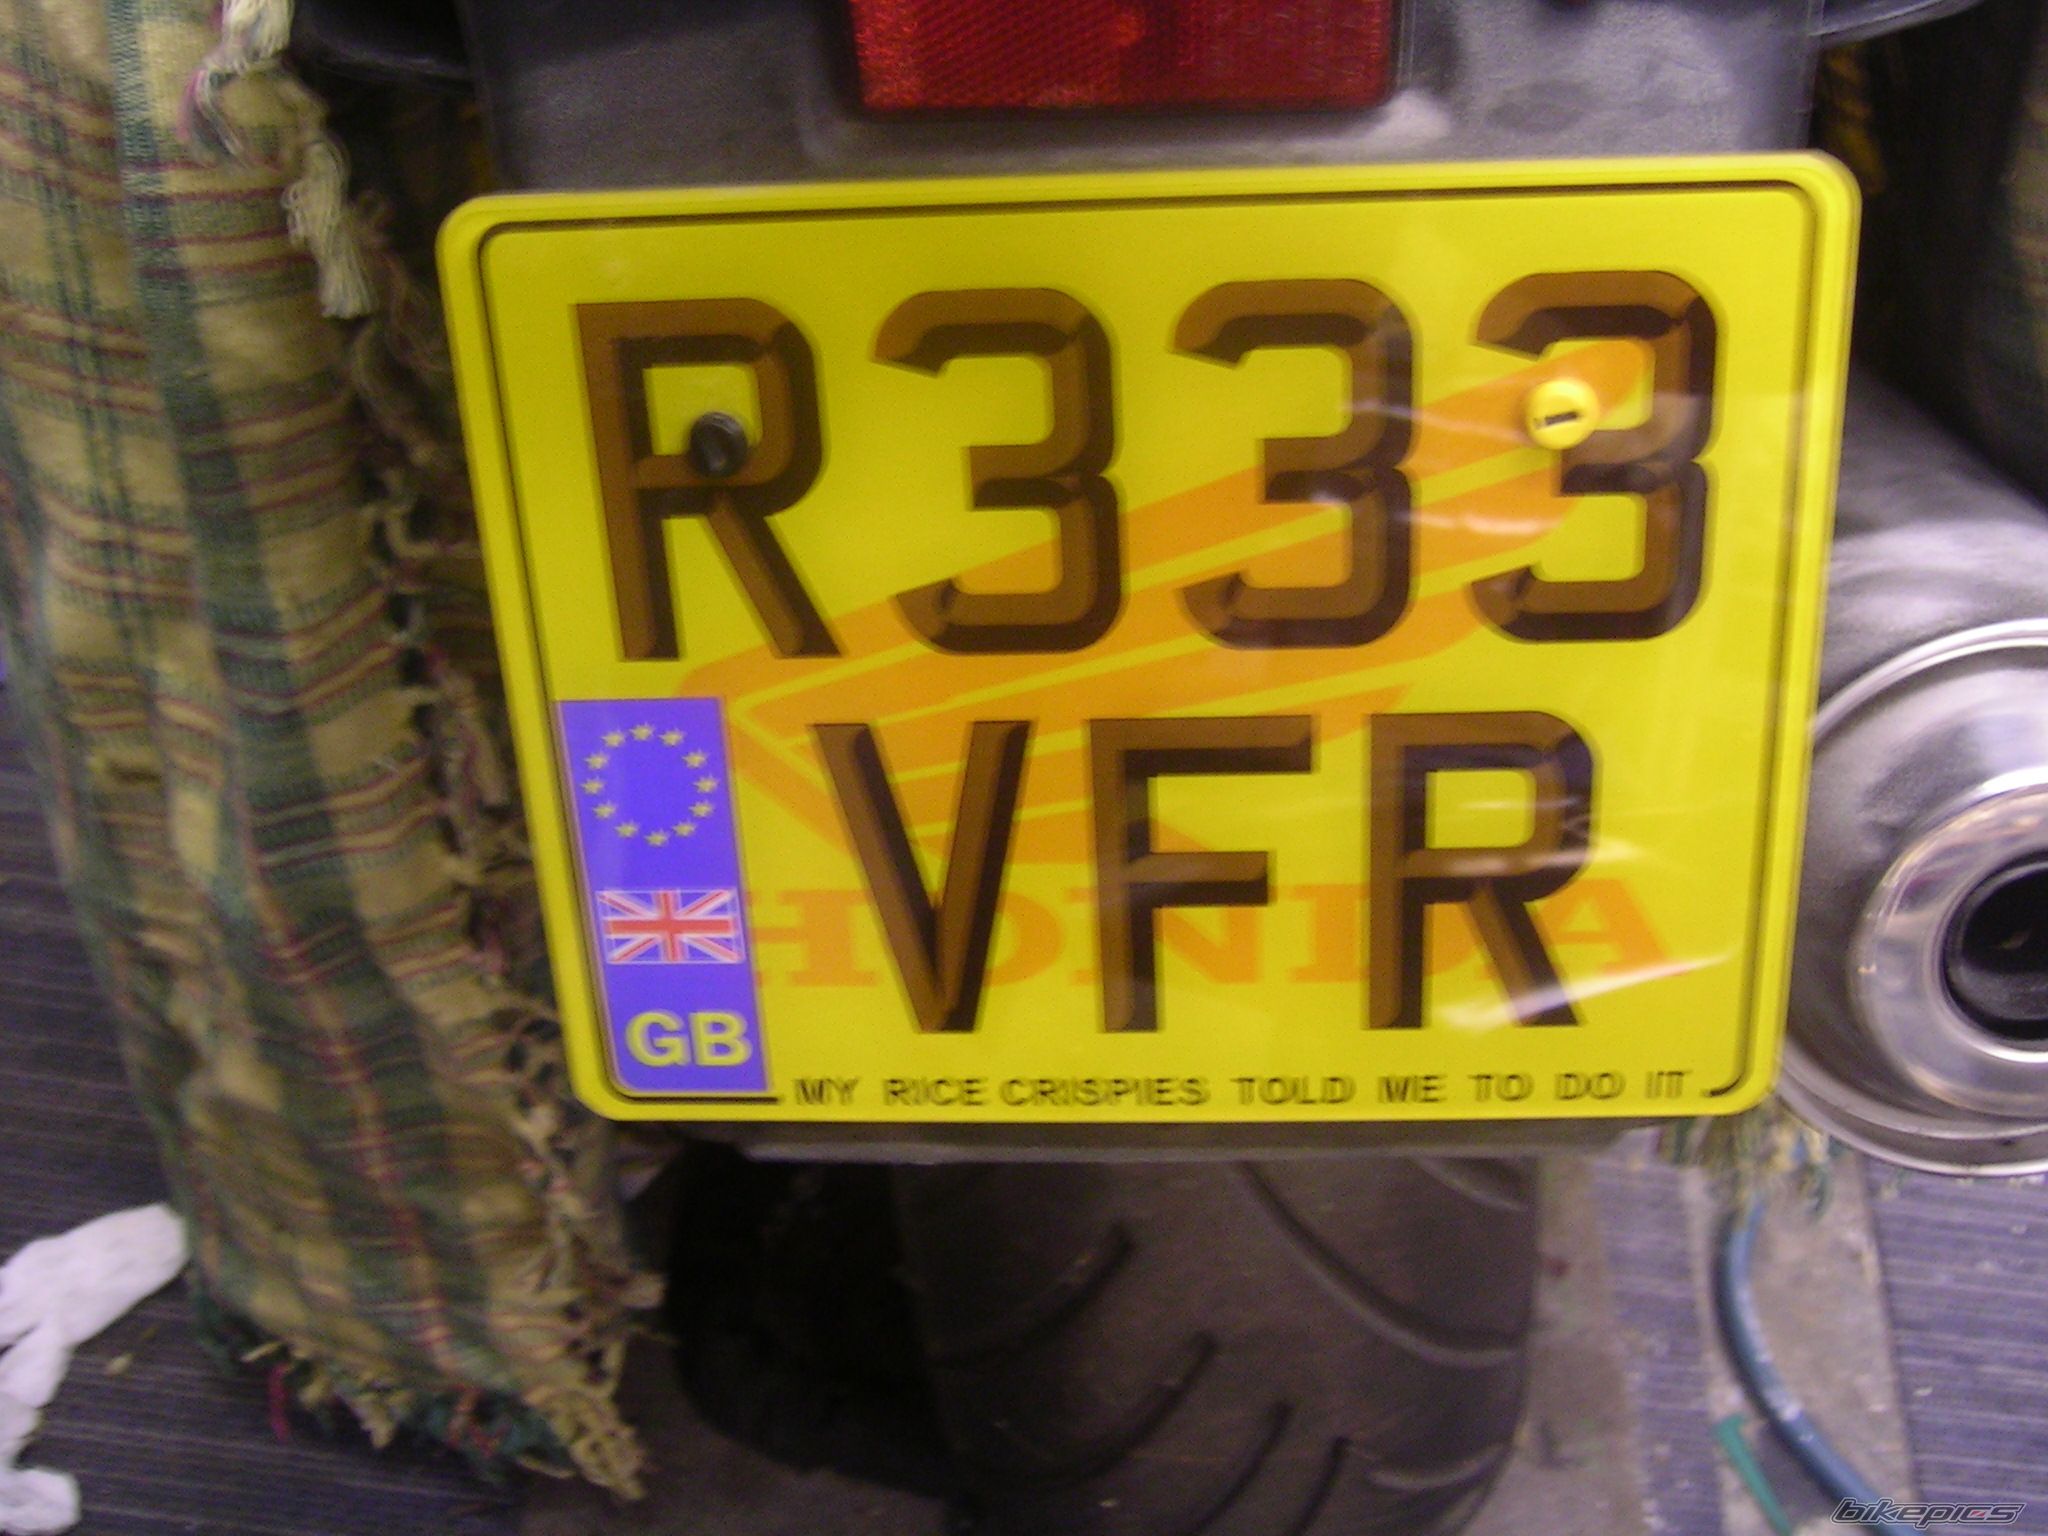 R333
VFR
HONDA
GB
MY RICE CRISPIES TOLD ME TO DO IT
bikepics